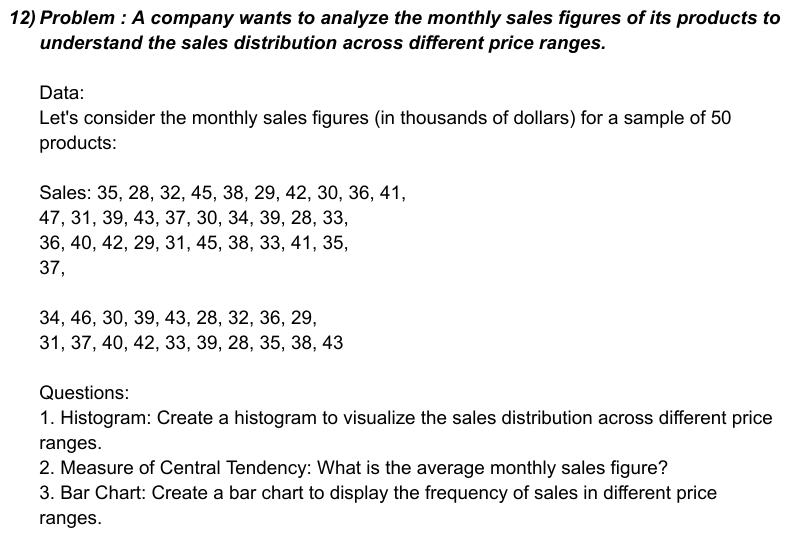 12) Problem : A company wants to analyze the monthly sales figures of its products to
understand the sales distribution across different price ranges.
Data:
Let's consider the monthly sales figures (in thousands of dollars) for a sample of 50
products:
Sales: 35, 28, 32, 45, 38, 29, 42, 30, 36, 41,
47, 31, 39, 43, 37, 30, 34, 39, 28, 33,
36, 40, 42, 29, 31, 45, 38, 33, 41, 35,
37,
34, 46, 30, 39, 43, 28, 32, 36, 29,
31, 37, 40, 42, 33, 39, 28, 35, 38, 43
Questions:
1. Histogram: Create a histogram to visualize the sales distribution across different price
ranges.
2. Measure of Central Tendency: What is the average monthly sales figure?
3. Bar Chart: Create a bar chart to display the frequency of sales in different price
ranges.